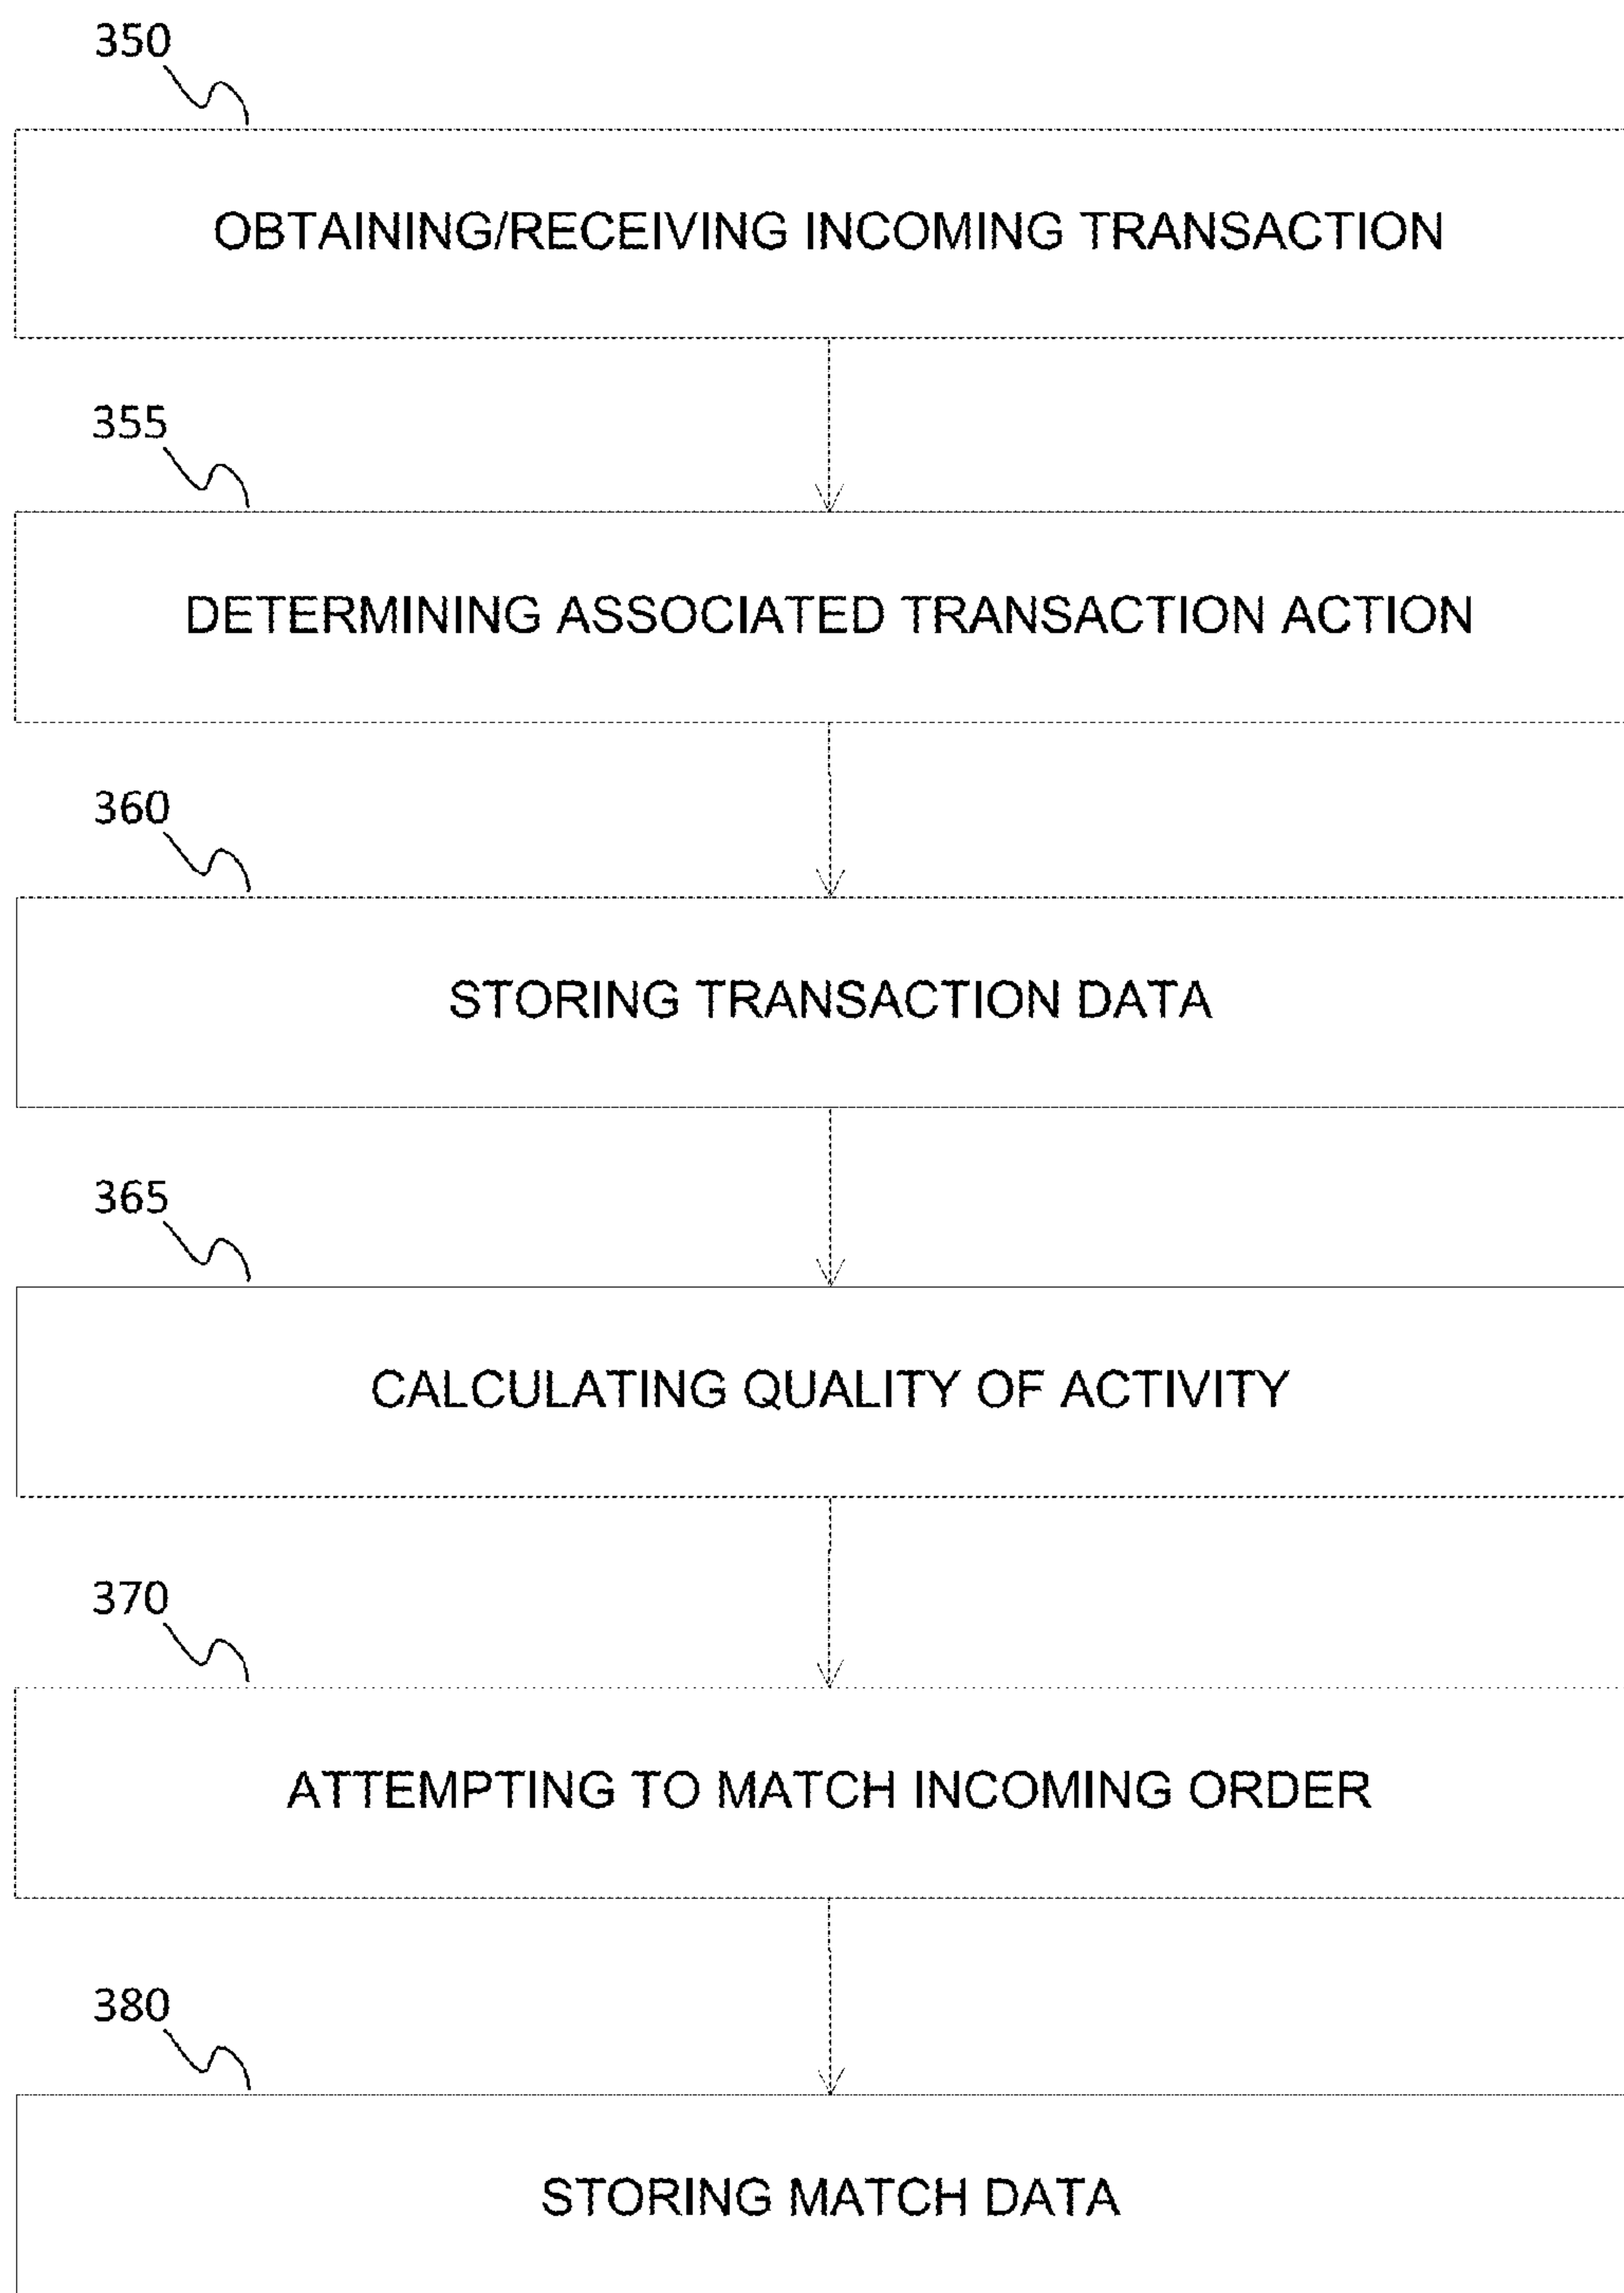 350
OBTAINING/RECEIVING INCOMING TRANSACTION
355
DETERMINING ASSOCIATED TRANSACTION ACTION
360
STORING TRANSACTION DATA
365
CALCULATING QUALITY OF ACTIVITY
370
ATTEMPTING TO MATCH INCOMING ORDER
380
STORING MATCH DATA